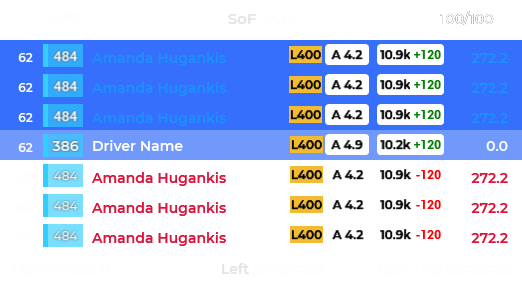 SoF 100/100
62 484 Amanda Hugankis L400 A 4.2 10.9k +120 272.2
62 484 Amanda Hugankis L400 A 4.2 10.9k +120 272.2
62 484 Amanda Hugankis L400 A 4.2 10.9k +120 272.2
62 386 Driver Name L400 A 4.9 10.2k +120 0.0
484 Amanda Hugankis L400 A 4.2 10.9k -120 272.2
484 Amanda Hugankis L400 A 4.2 10.9k -120 272.2
484 Amanda Hugankis L400 A 4.2 10.9k -120 272.2
Left